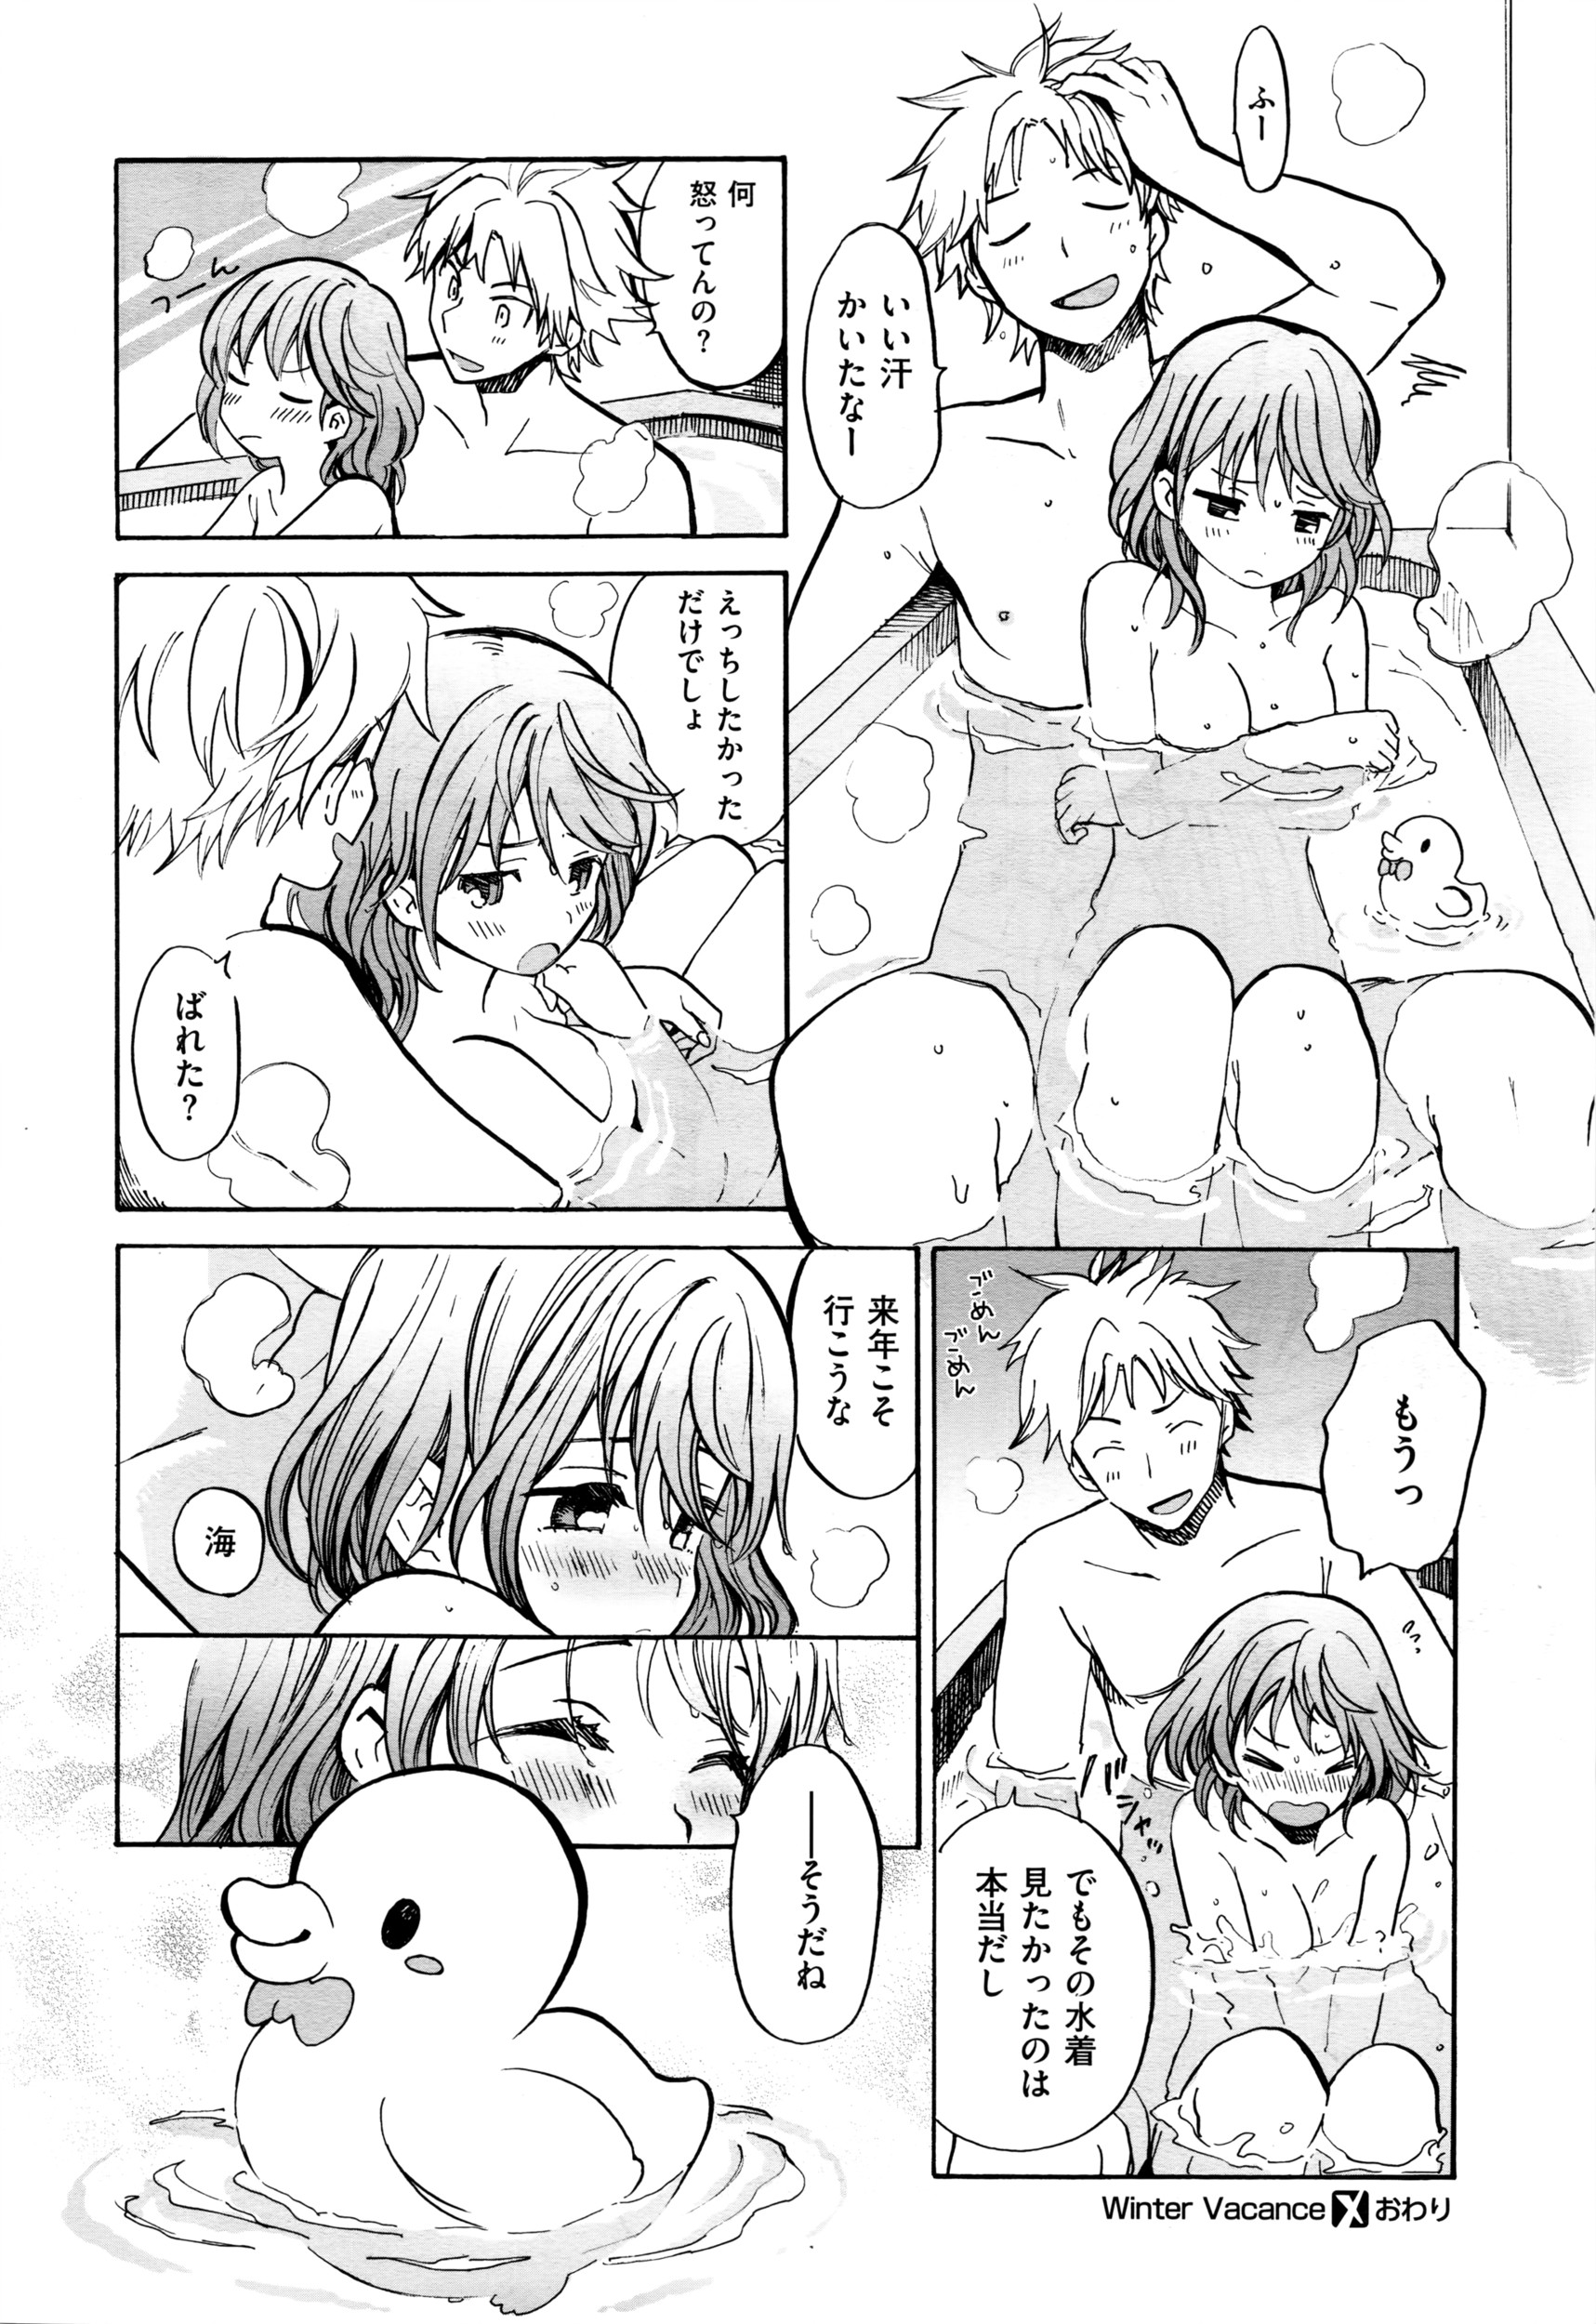 ふー
いい汗
かいたなー
何
怒ってんの?
つーん
えっちしたかった
だけでしょ
ばれた?
もうっ
ごめん
ごめん
バシャッ
でもその水着
見たかったのは
本当だし
来年こそ
行こうな
海
──そうだね
Winter Vacance X おわり